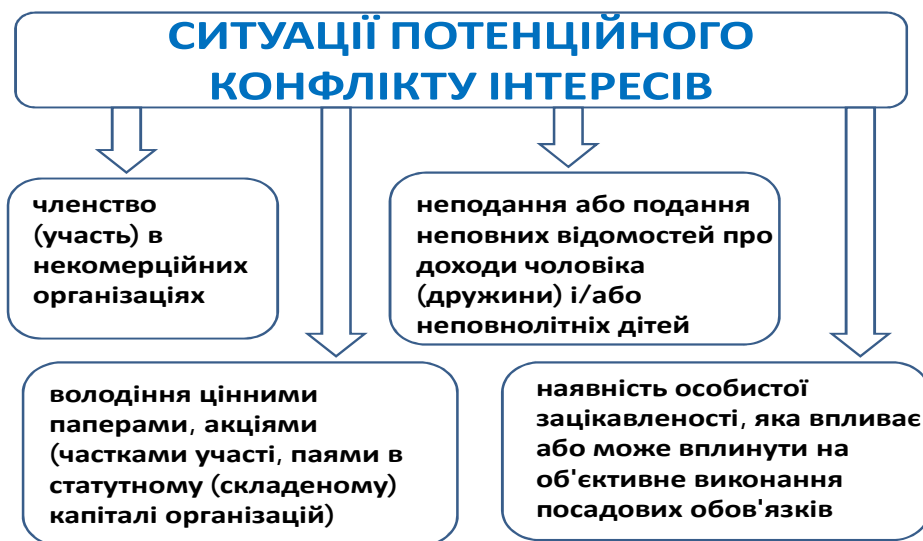 СИТУАЦІЇ ПОТЕНЦІЙНОГО
КОНФЛІКТУ ІНТЕРЕСІВ
членство
(участь) в
некомерційних
організаціях
неподання або подання
неповних відомостей про
доходи чоловіка
(дружини) і/або
неповнолітніх дітей
володіння цінними
паперами, акціями
(частками участі, паями в
статутному (складеному)
капіталі організацій)
наявність особистої
зацікавленості, яка впливає
або може вплинути на
об'єктивне виконання
посадових обов'язків